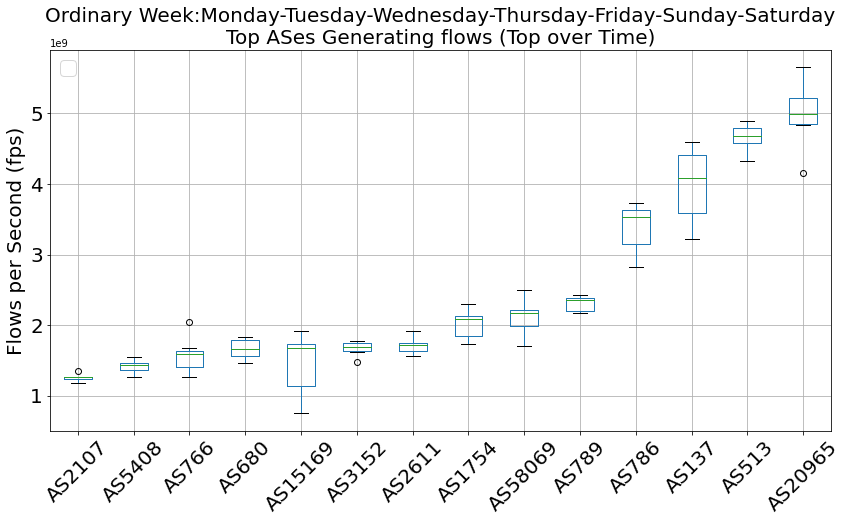 Ordinary Week:Monday-Tuesday-Wednesday-Thursday-Friday-Sunday-Saturday
Top ASes Generating flows (Top over Time)
1e9
Flows per Second (fps)
5
4
3
2
1
AS2107
AS5408
AS766
AS680
AS15169
AS3152
AS2611
AS1754
AS58069
AS789
AS786
AS137
AS513
AS20965